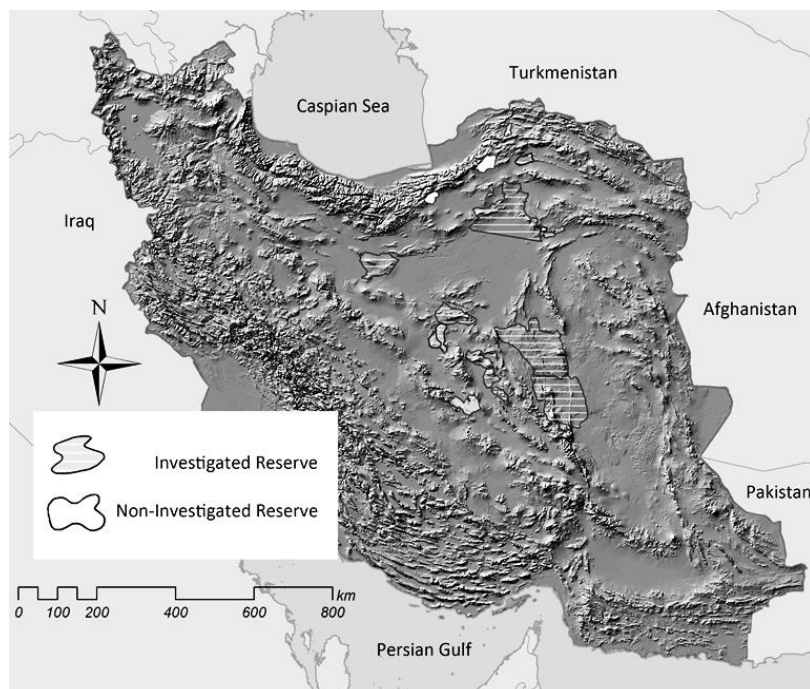 Turkmenistan
Caspian Sea
Iraq
Afghanistan
N
Investigated Reserve
Non-Investigated Reserve
Pakistan
km
0 100 200 400 600 800
Persian Gulf